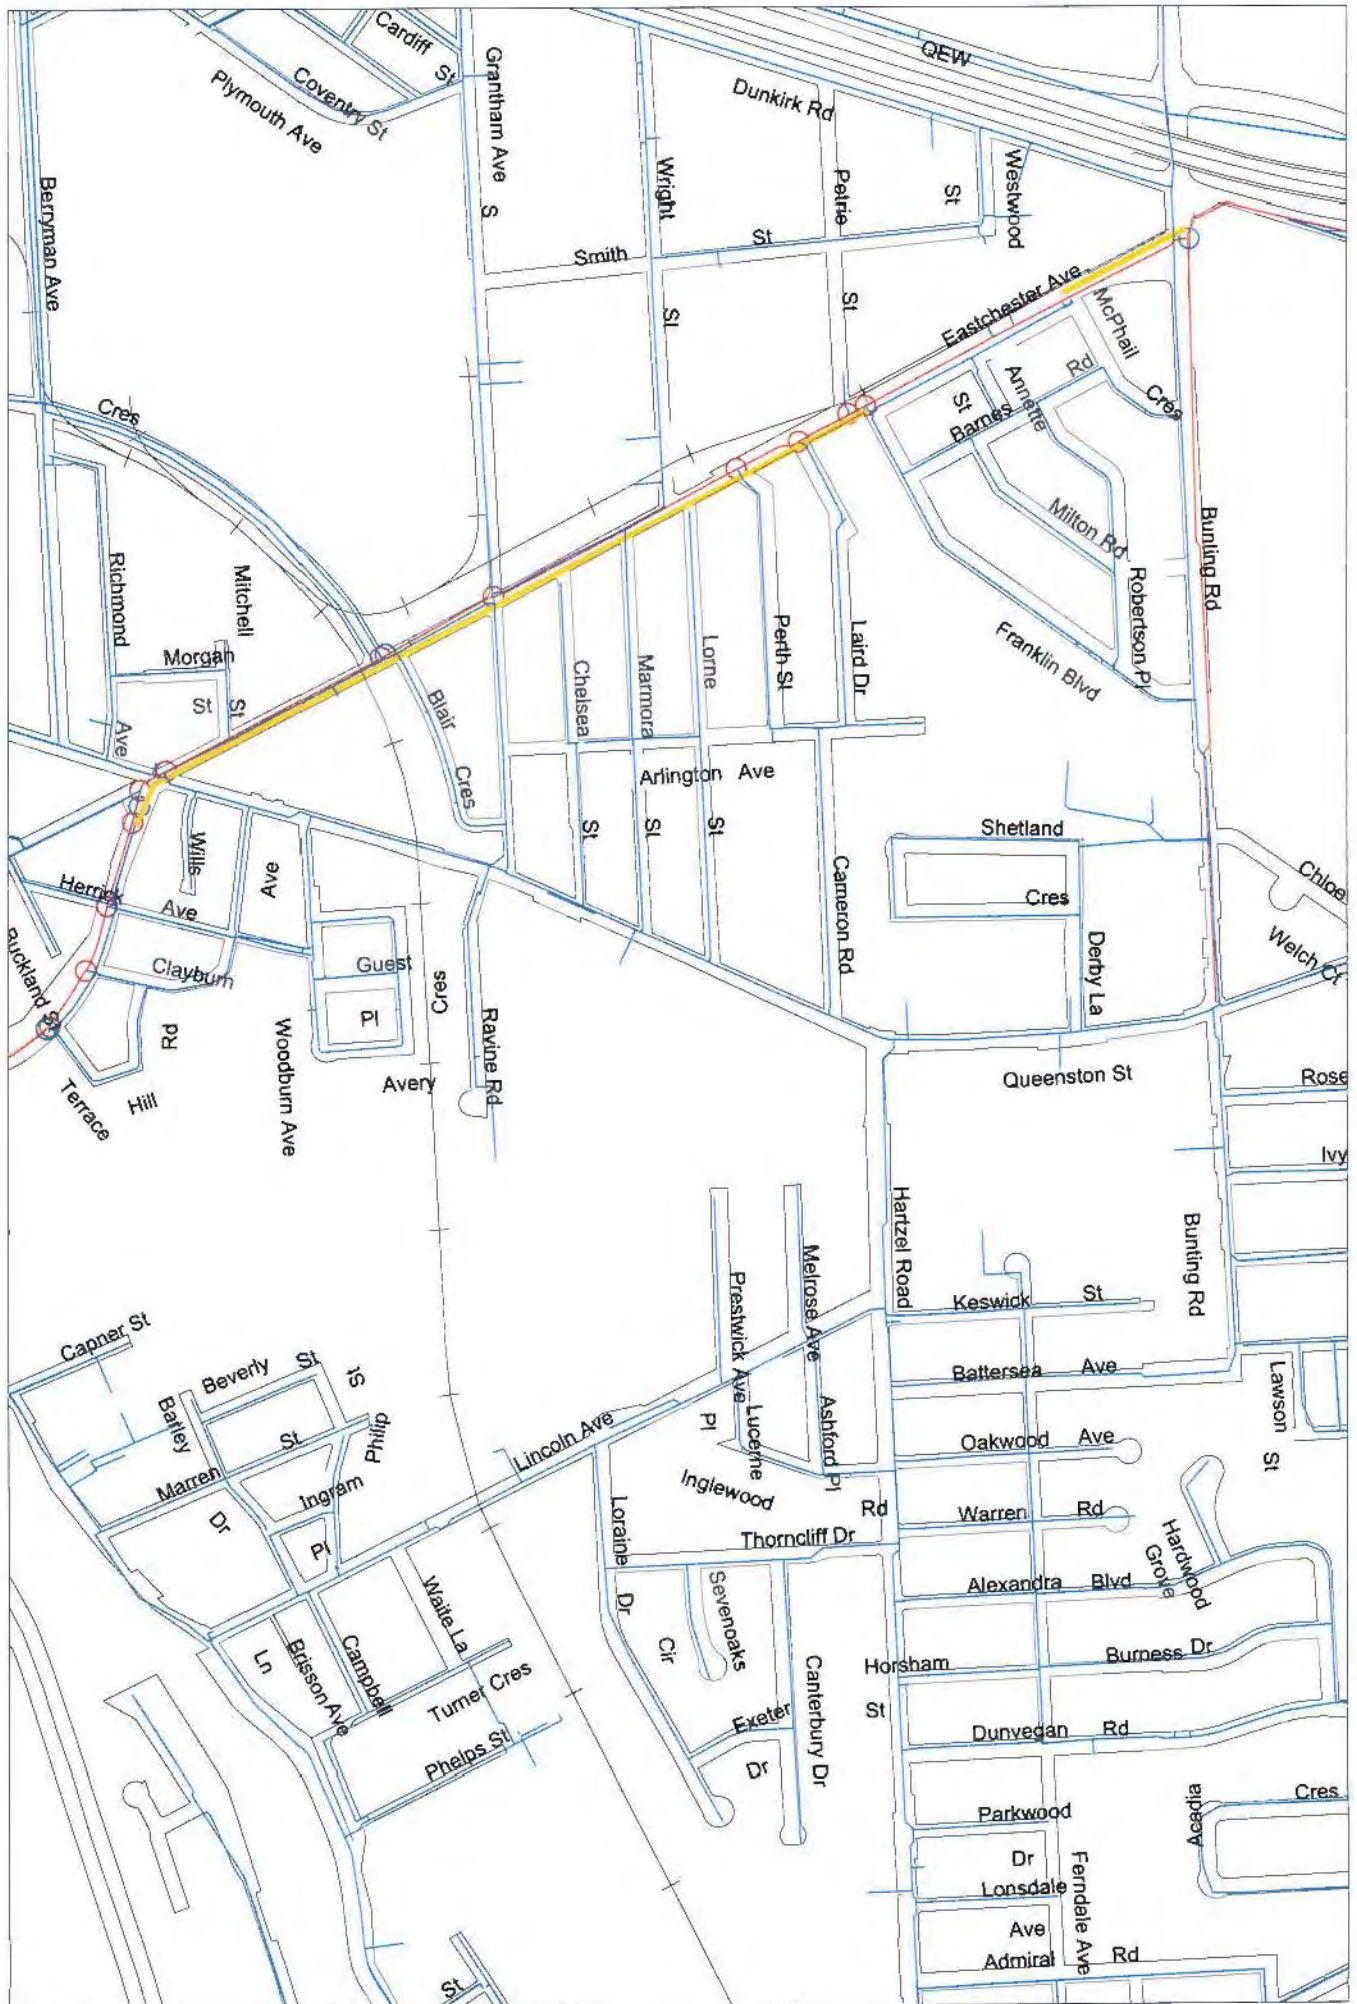 Cardiff
St
QEW
Grantham Ave
S
Coventry St
Plymouth Ave
Dunkirk Rd
Berryman Ave
Wright
St
Petrie
St
St
Westwood
Smith
St
Eastchester Ave
McPhail
Cres
Cres
Annette
St
Rd
Barnes
Milton Rd
Bunting Rd
Robertson Pl
Franklin Blvd
Richmond
Ave
Mitchell
St
Morgan
St
Blair
Cres
Chelsea
St
Marmora
St
Lorne
St
Perth St
Laird Dr
Arlington Ave
Cameron Rd
Shetland
Cres
Derby La
Chloe
Welch Ct
Wills
Ave
Herrick
Ave
Clayburn
Rd
Buckland St
Guest
Pl
Cres
Avery
Woodburn Ave
Ravine Rd
Terrace
Hill
Queenston St
Rose
Ivy
Hartzel Road
Bunting Rd
Prestwick Ave
Melrose Ave
Keswick St
Battersea Ave
Lawson
St
Capner St
Beverly St
St
Philip
Barley
Dr
Marren
St
Ingram
Pl
Lincoln Ave
Pl
Lucerne
Ashford Pl
Inglewood
Rd
Oakwood Ave
Warren Rd
Hardwood
Grove
Thorncliff Dr
Loraine
Dr
Sevenoaks
Cir
Alexandra Blvd
Waite La
Campbell
Brisson Ave
Ln
Turner Cres
Phelps St
Canterbury Dr
Exeter
Dr
Horsham
St
Burness Dr
Dunvegan Rd
Acadia
Cres
Parkwood
Dr
Lonsdale
Ave
Ferndale Ave
Admiral Rd
St